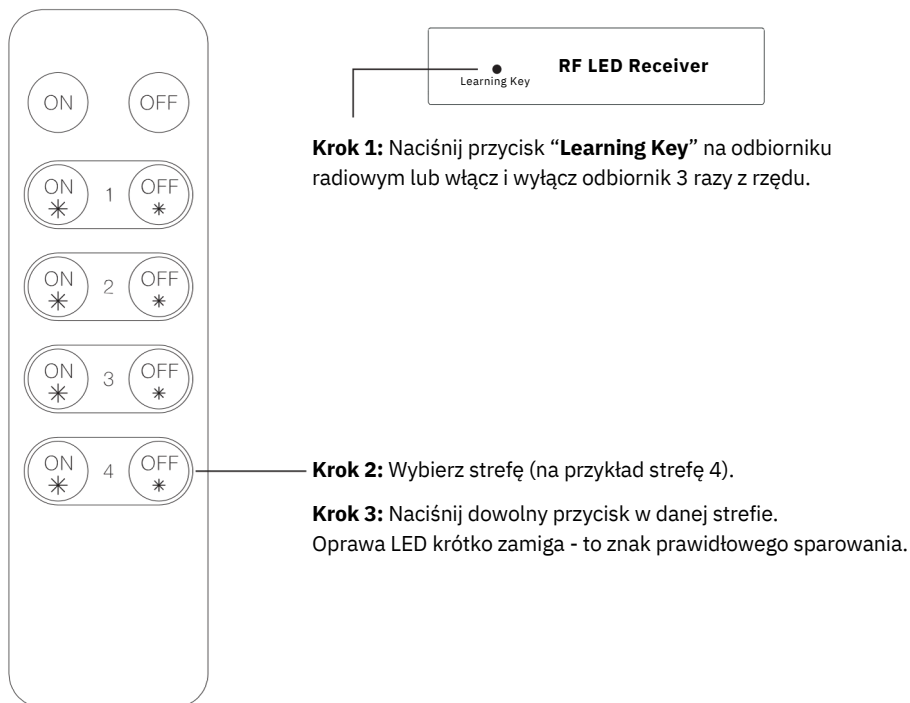 ON OFF
ON 1 OFF
ON 2 OFF
ON 3 OFF
ON 4 OFF
RF LED Receiver
Learning Key
Krok 1: Naciśnij przycisk “Learning Key” na odbiorniku
radiowym lub włącz i wyłącz odbiornik 3 razy z rzędu.
Krok 2: Wybierz strefę (na przykład strefę 4).
Krok 3: Naciśnij dowolny przycisk w danej strefie.
Oprawa LED krótko zamiga - to znak prawidłowego sparowania.